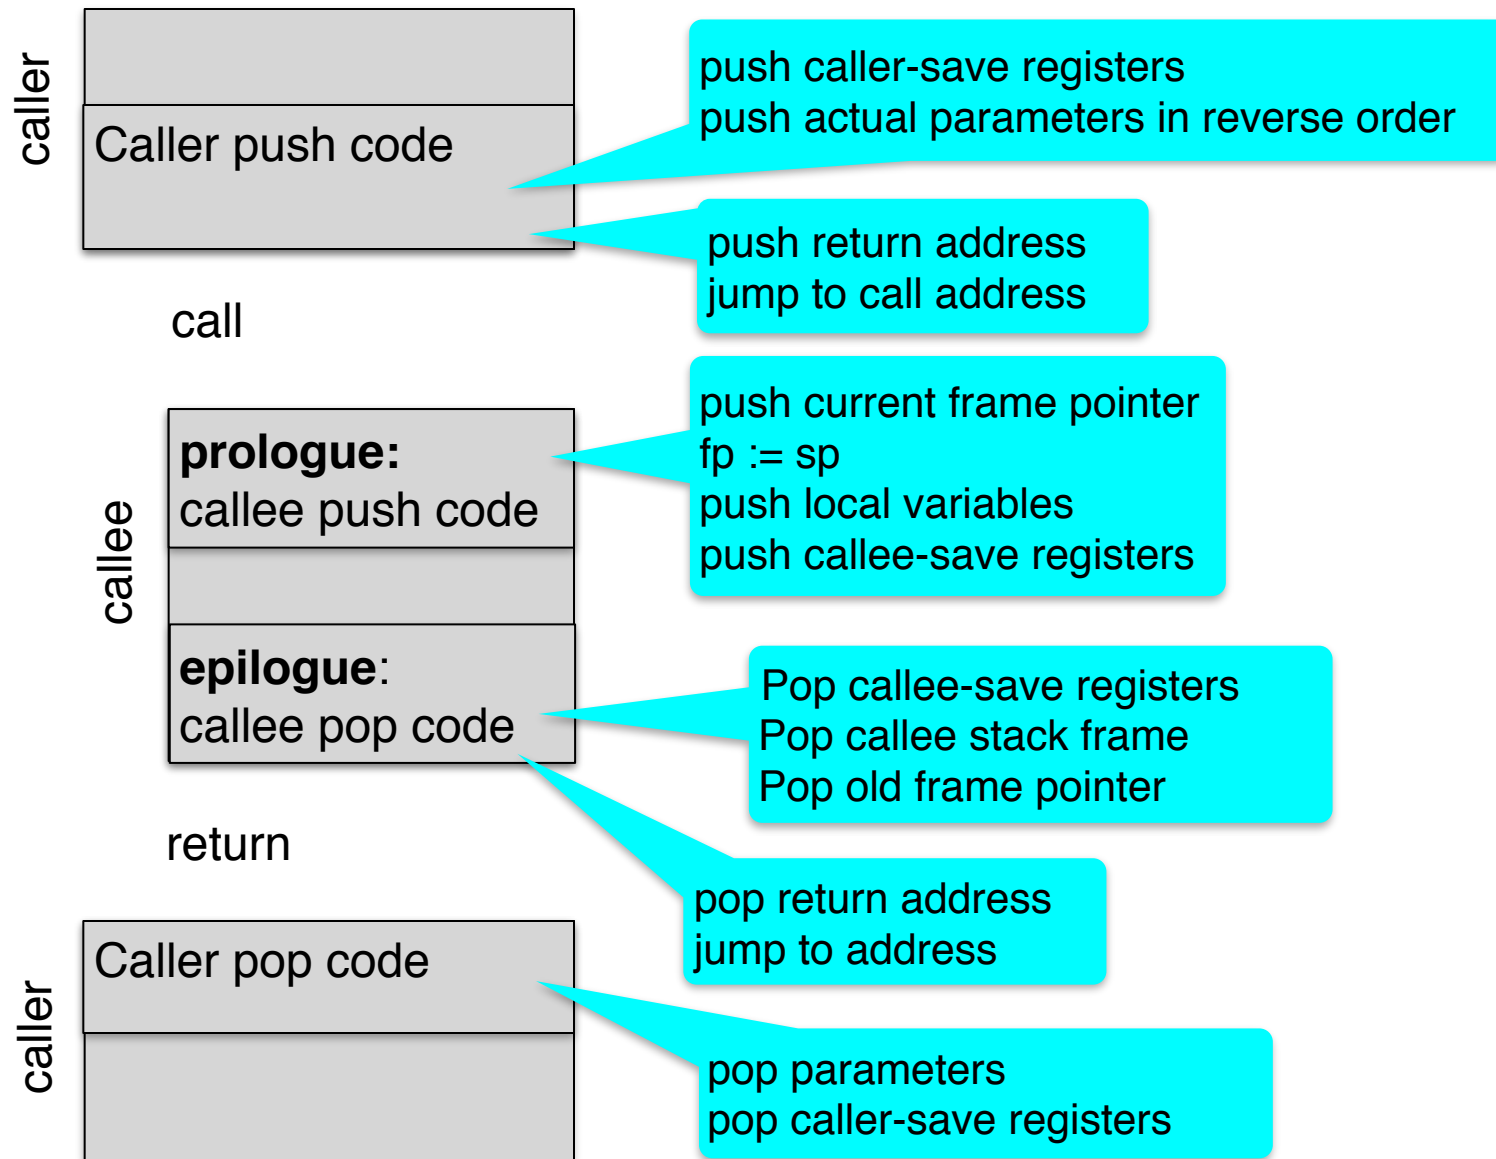 caller
Caller push code
push caller-save registers
push actual parameters in reverse order
push return address
jump to call address
call
callee
prologue:
callee push code
push current frame pointer
fp := sp
push local variables
push callee-save registers
epilogue:
callee pop code
Pop callee-save registers
Pop callee stack frame
Pop old frame pointer
return
pop return address
jump to address
caller
Caller pop code
pop parameters
pop caller-save registers